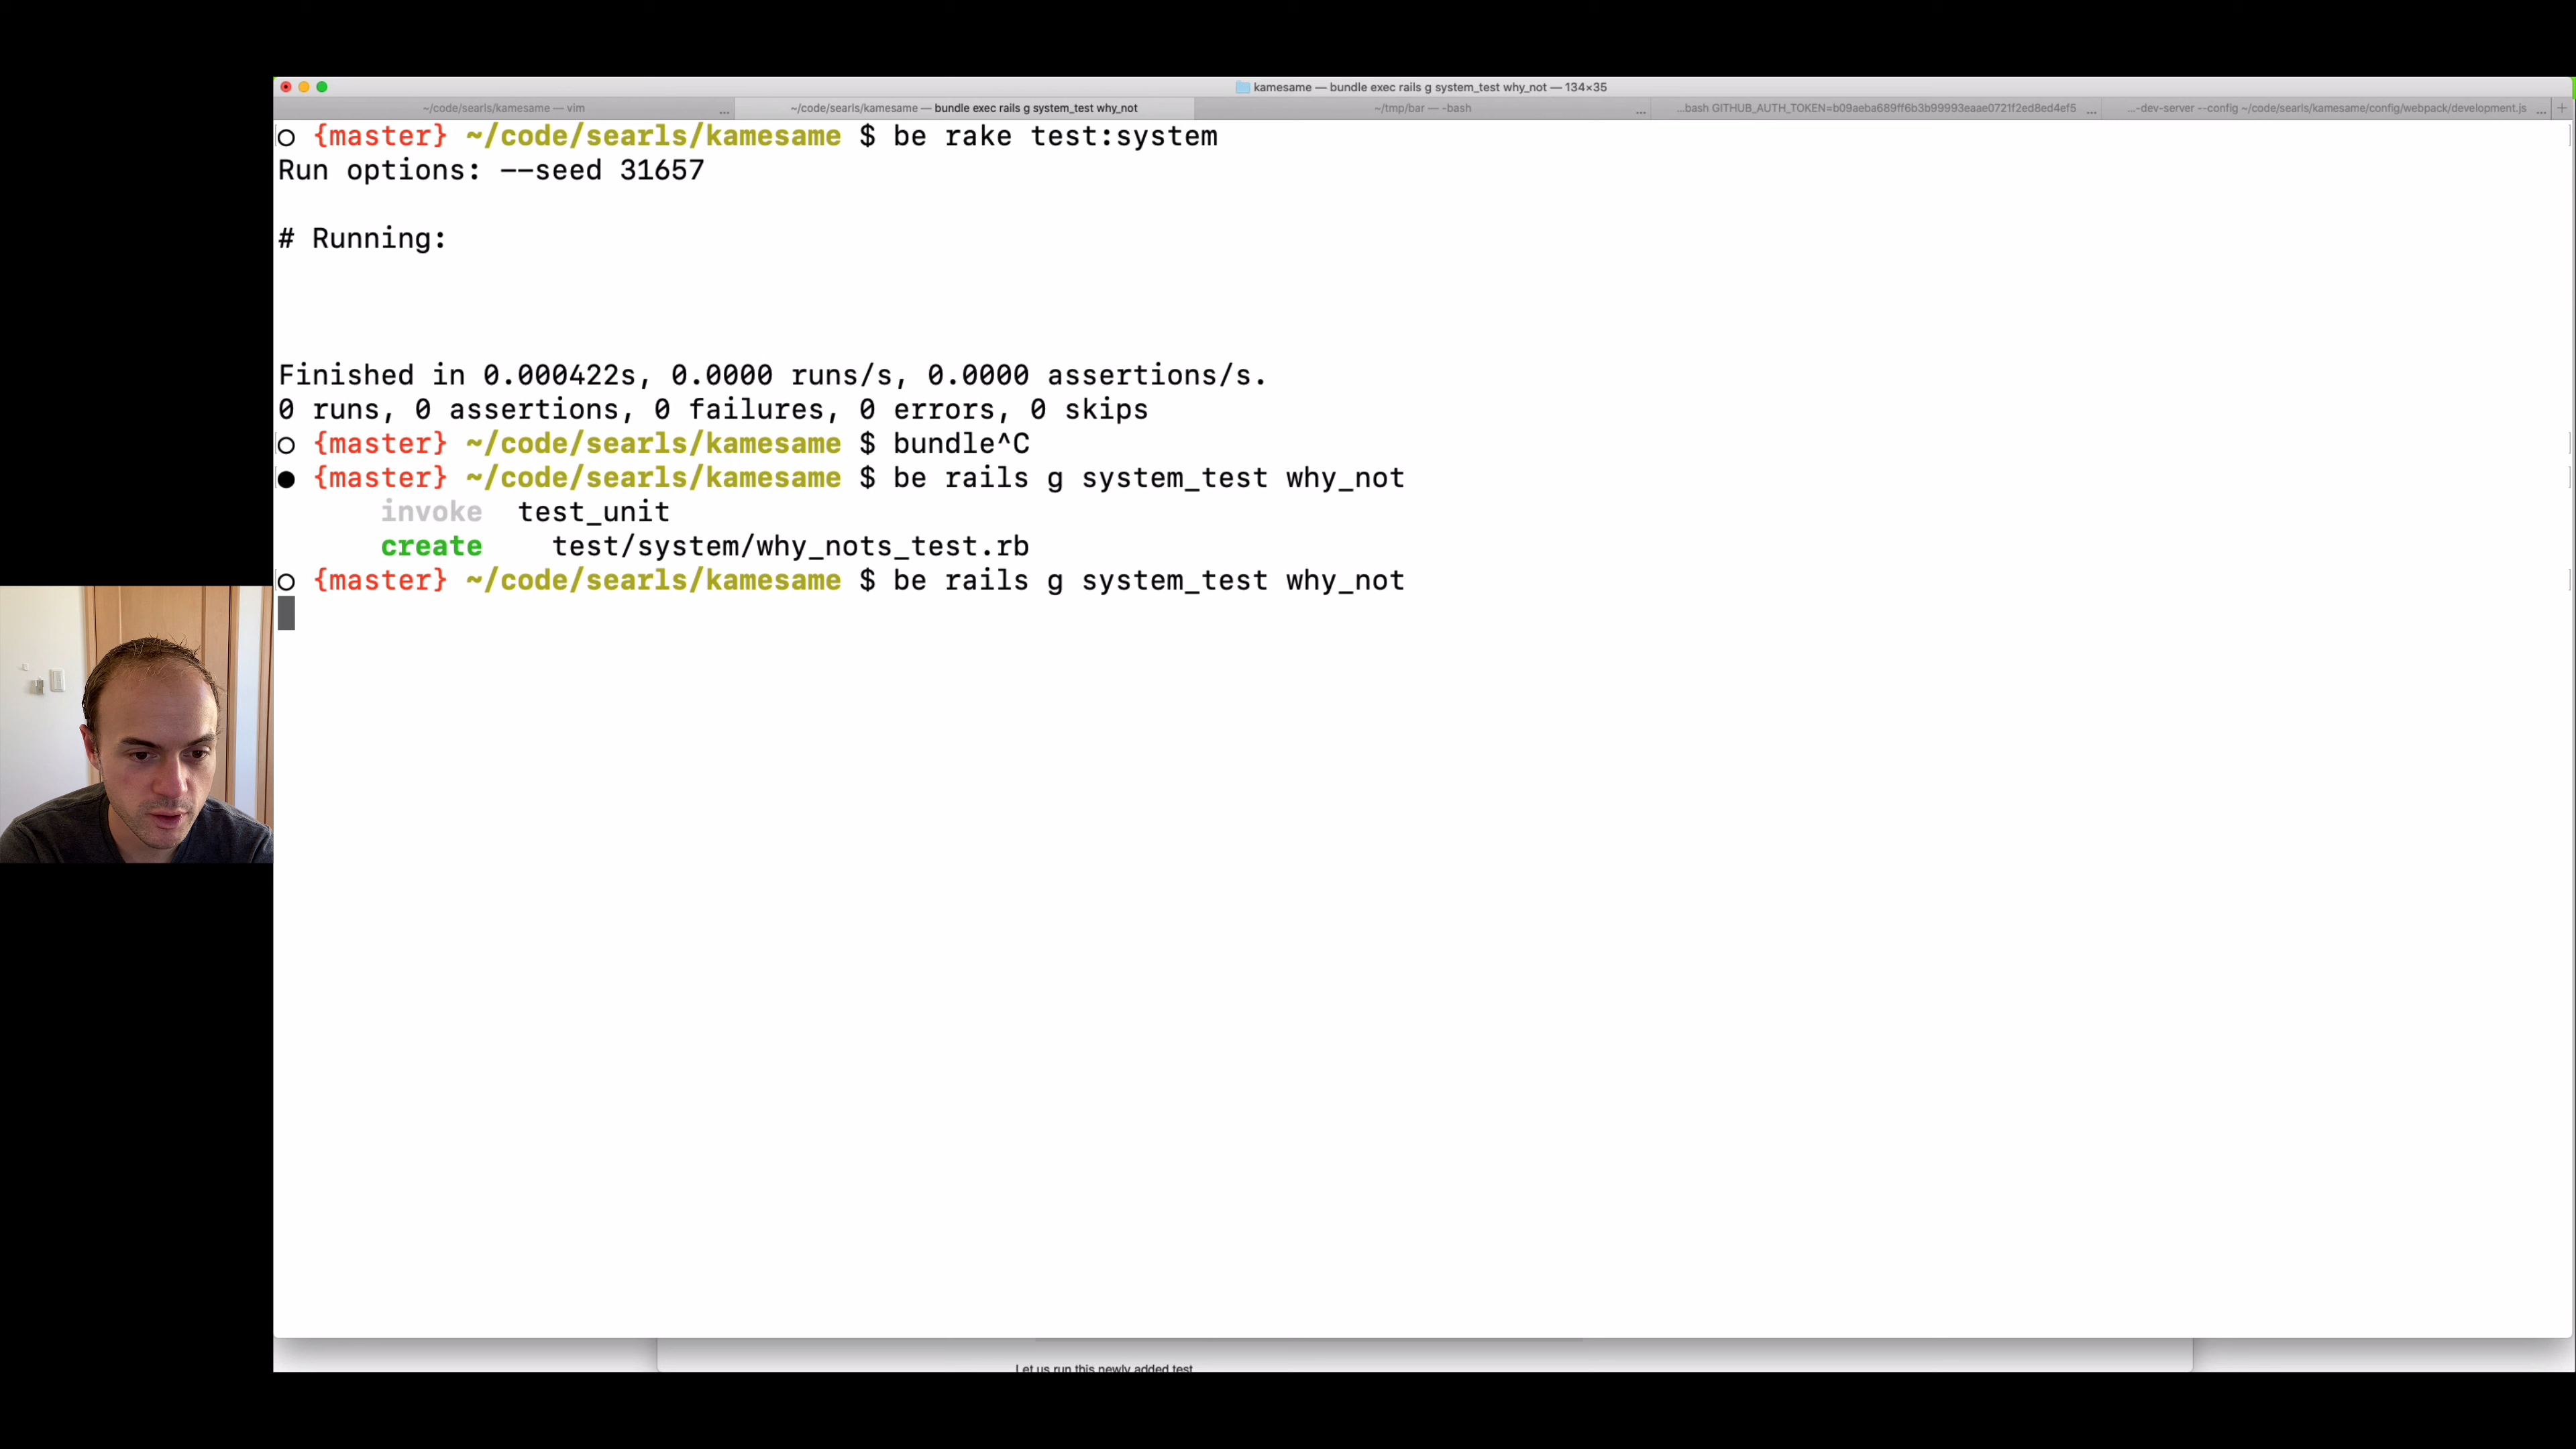 kamesame — bundle exec rails g system_test why_not — 134×35
~/code/searls/kamesame — vim ... ~/code/searls/kamesame — bundle exec rails g system_test why_not ~/tmp/bar — -bash ... ...bash GITHUB_AUTH_TOKEN=b09aeba689ff6b3b99993eaae0721f2ed8ed4ef5 ... ...-dev-server --config ~/code/searls/kamesame/config/webpack/development.js ... +
{master} ~/code/searls/kamesame $ be rake test:system
Run options: --seed 31657
# Running:
Finished in 0.000422s, 0.0000 runs/s, 0.0000 assertions/s.
0 runs, 0 assertions, 0 failures, 0 errors, 0 skips
{master} ~/code/searls/kamesame $ bundle^C
{master} ~/code/searls/kamesame $ be rails g system_test why_not
invoke test_unit
create test/system/why_nots_test.rb
{master} ~/code/searls/kamesame $ be rails g system_test why_not
Let us run this newly added test